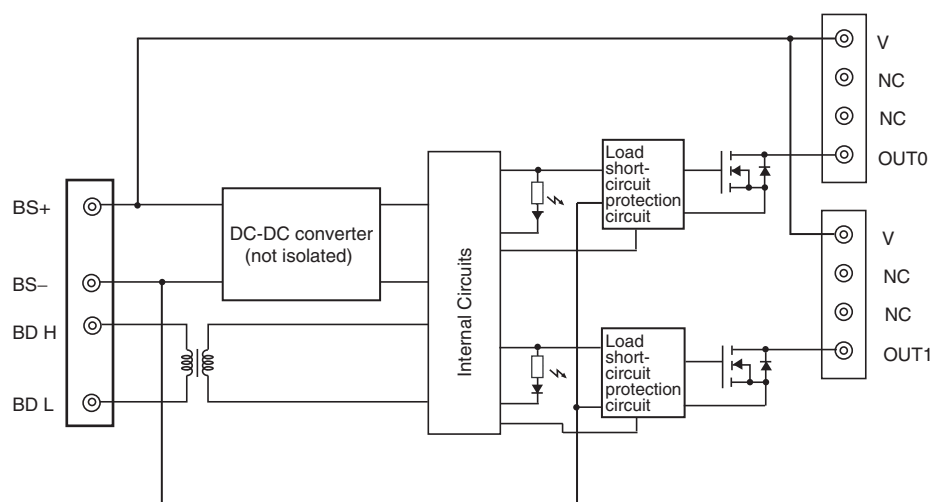 BS+
BS–
BD H
BD L
DC-DC converter
(not isolated)
Internal Circuits
Load
short-
circuit
protection
circuit
Load
short-
circuit
protection
circuit
V
NC
NC
OUT0
V
NC
NC
OUT1